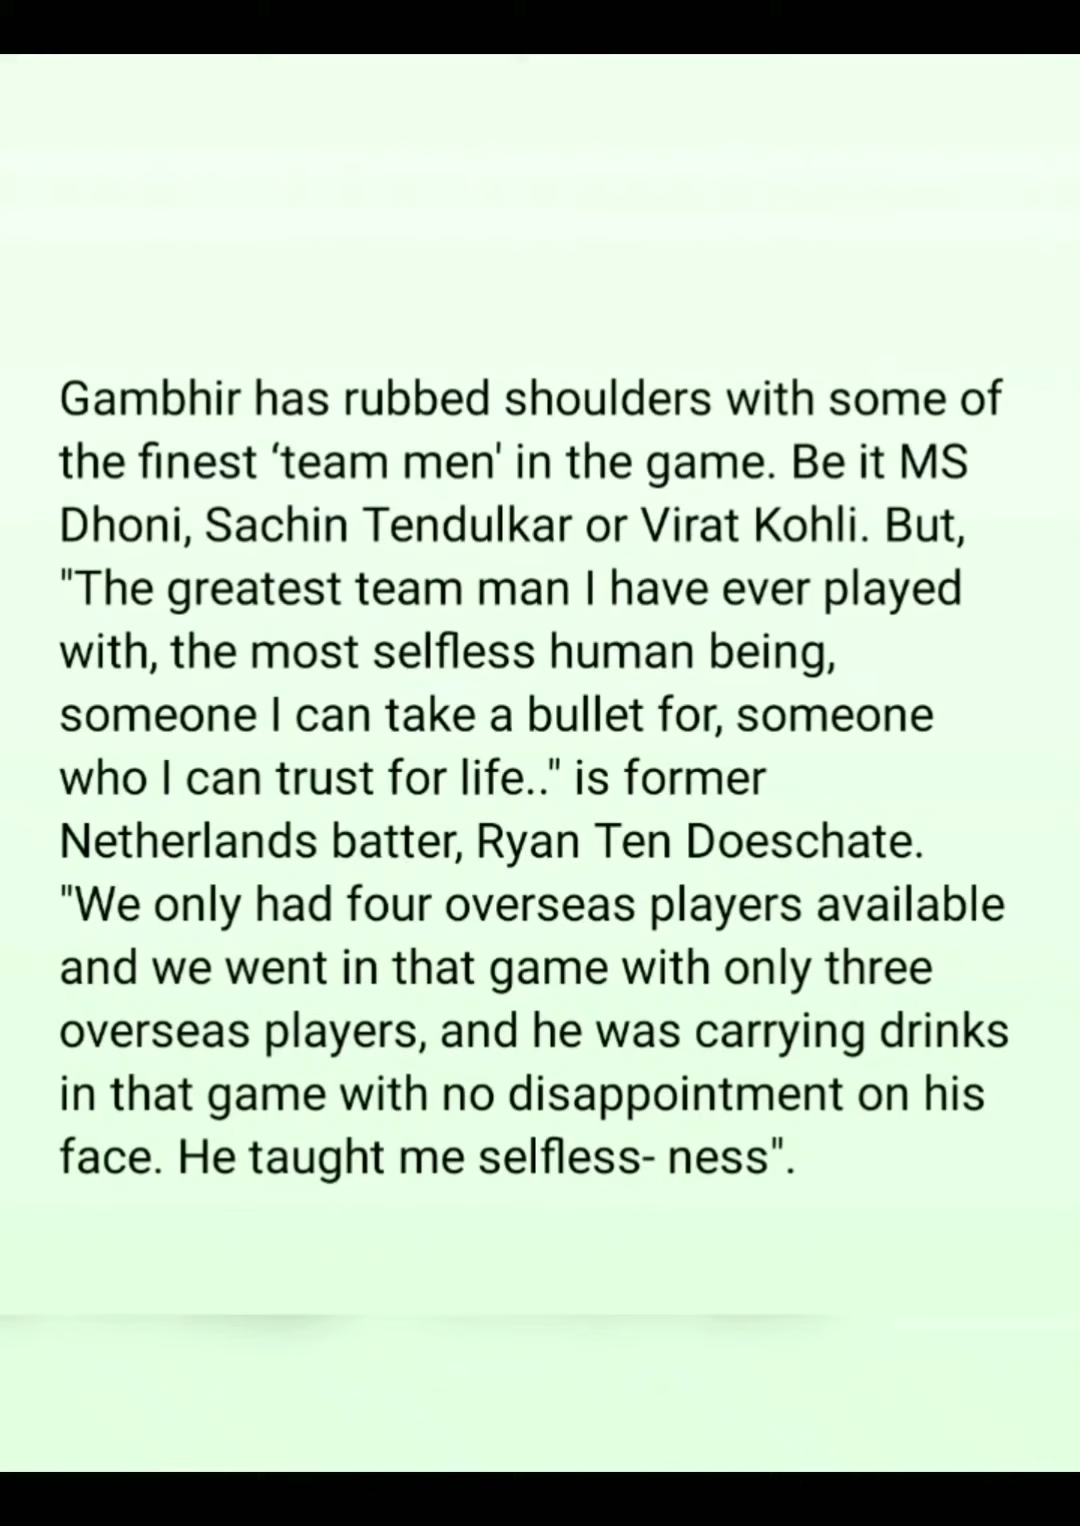 Gambhir has rubbed shoulders with some of
the finest ‘team men' in the game. Be it MS
Dhoni, Sachin Tendulkar or Virat Kohli. But,
"The greatest team man I have ever played
with, the most selfless human being,
someone I can take a bullet for, someone
who I can trust for life.." is former
Netherlands batter, Ryan Ten Doeschate.
"We only had four overseas players available
and we went in that game with only three
overseas players, and he was carrying drinks
in that game with no disappointment on his
face. He taught me selfless- ness".